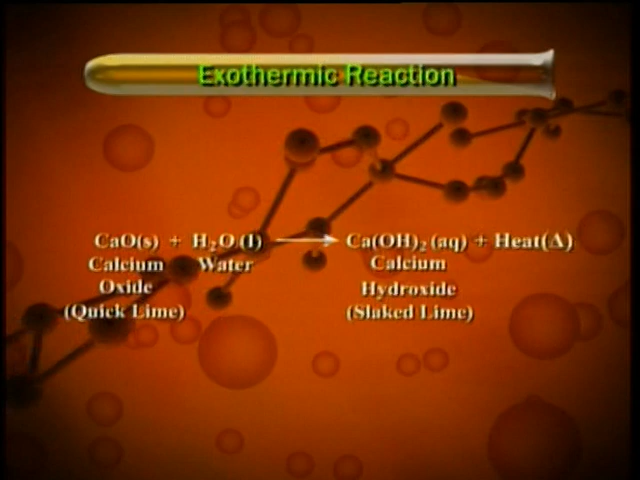 Exothermic Reaction
CaO(s) + H₂O(l) ⟶ Ca(OH)₂(aq) + Heat(Δ)
Calcium Water Calcium
Oxide Hydroxide
(Quick Lime) (Slaked Lime)